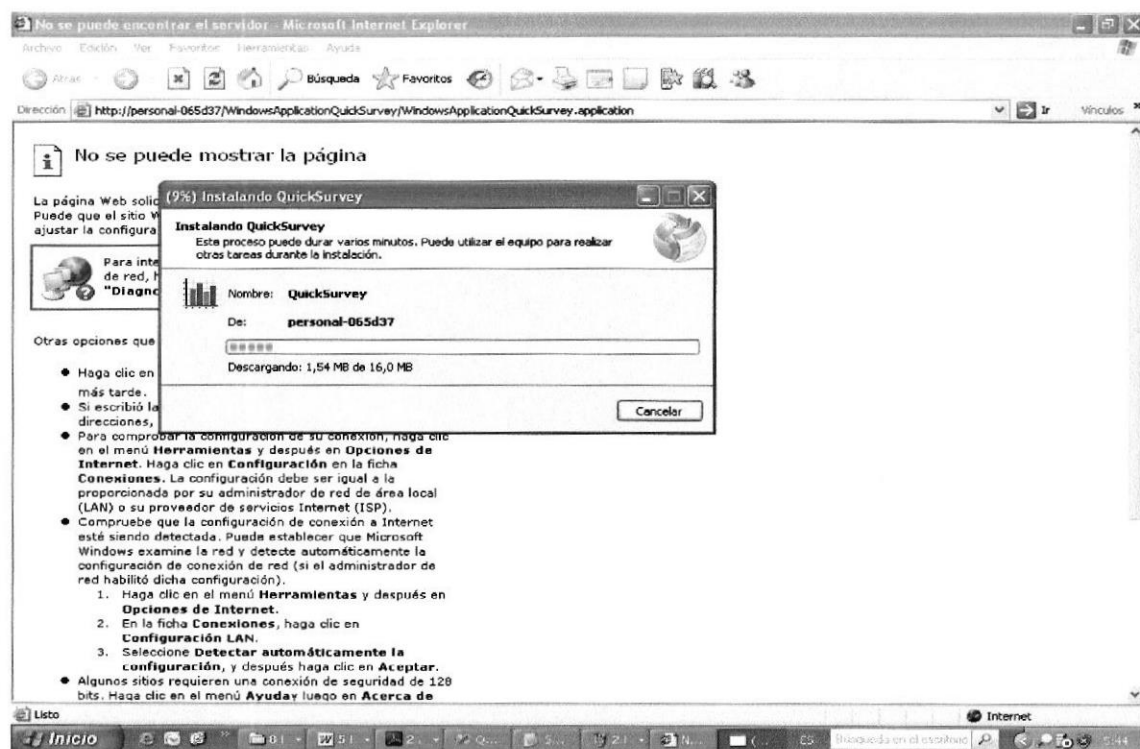 No se puede encontrar el servidor - Microsoft Internet Explorer
Archivo Edición Ver Favoritos Herramientas Ayuda
Atrás Búsqueda Favoritos
Dirección http://personal-065d37/WindowsApplicationQuickSurvey/WindowsApplicationQuickSurvey.application Ir Vínculos »
No se puede mostrar la página
La página Web solic
Puede que el sitio W
ajustar la configura
Para inte
de red, h
"Diagno
Otras opciones que
(9%) Instalando QuickSurvey
Instalando QuickSurvey
Este proceso puede durar varios minutos. Puede utilizar el equipo para realizar
otras tareas durante la instalación.
Nombre: QuickSurvey
De: personal-065d37
Descargando: 1,54 MB de 16,0 MB
Cancelar
● Haga clic en
más tarde.
● Si escribió la
direcciones,
● Para comprobar la configuración de su conexión, haga clic
en el menú Herramientas y después en Opciones de
Internet. Haga clic en Configuración en la ficha
Conexiones. La configuración debe ser igual a la
proporcionada por su administrador de red de área local
(LAN) o su proveedor de servicios Internet (ISP).
● Compruebe que la configuración de conexión a Internet
esté siendo detectada. Puede establecer que Microsoft
Windows examine la red y detecte automáticamente la
configuración de conexión de red (si el administrador de
red habilitó dicha configuración).
1. Haga clic en el menú Herramientas y después en
Opciones de Internet.
2. En la ficha Conexiones, haga clic en
Configuración LAN.
3. Seleccione Detectar automáticamente la
configuración, y después haga clic en Aceptar.
● Algunos sitios requieren una conexión de seguridad de 128
bits. Haga clic en el menú Ayuda y luego en Acerca de
Listo Internet
Inicio Búsqueda en el escritorio 5:44